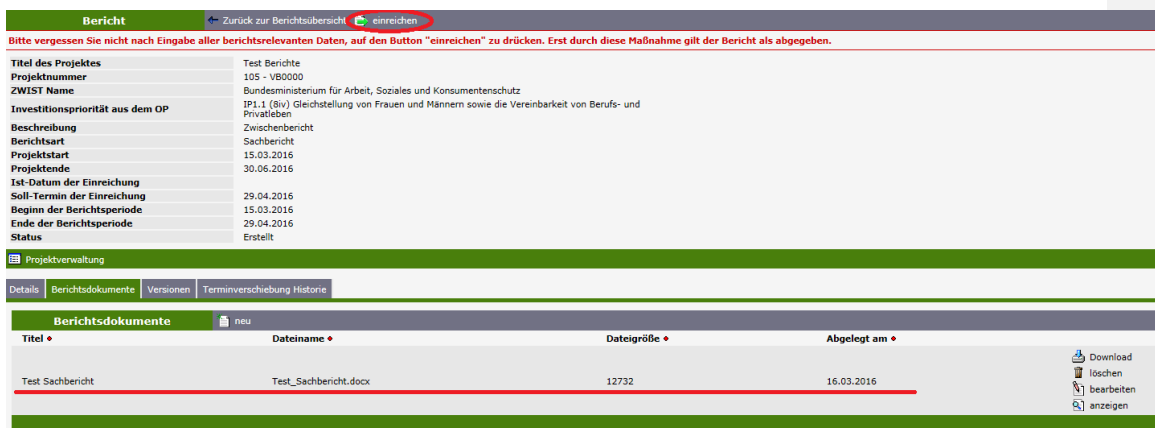 Bericht Zurück zur Berichtsübersicht einreichen
Bitte vergessen Sie nicht nach Eingabe aller berichtsrelevanten Daten, auf den Button "einreichen" zu drücken. Erst durch diese Maßnahme gilt der Bericht als abgegeben.
Titel des Projektes Test Berichte
Projektnummer 105 - VB0000
ZWIST Name Bundesministerium für Arbeit, Soziales und Konsumentenschutz
Investitionspriorität aus dem OP IP1.1 (8iv) Gleichstellung von Frauen und Männern sowie die Vereinbarkeit von Berufs- und
Privatleben
Beschreibung Zwischenbericht
Berichtsart Sachbericht
Projektstart 15.03.2016
Projektende 30.06.2016
Ist-Datum der Einreichung
Soll-Termin der Einreichung 29.04.2016
Beginn der Berichtsperiode 15.03.2016
Ende der Berichtsperiode 29.04.2016
Status Erstellt
Projektverwaltung
Details Berichtsdokumente Versionen Terminverschiebung Historie
Berichtsdokumente neu
Titel Dateiname Dateigröße Abgelegt am
Test Sachbericht Test_Sachbericht.docx 12732 16.03.2016
Download
löschen
bearbeiten
anzeigen